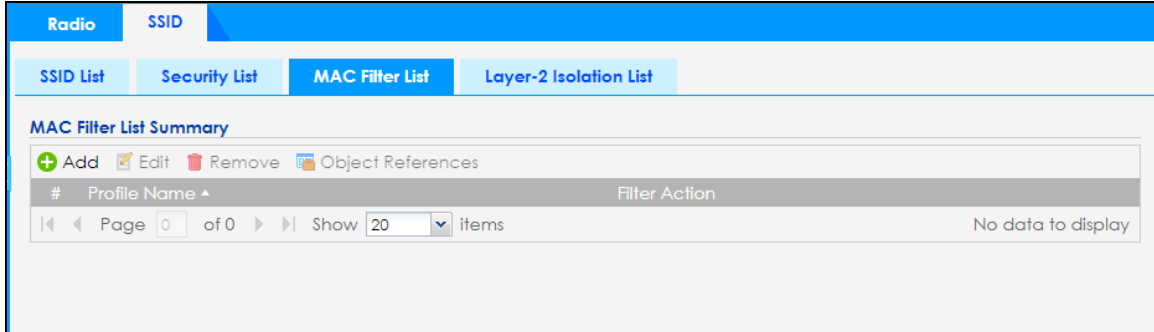 Radio SSID
SSID List Security List MAC Filter List Layer-2 Isolation List
MAC Filter List Summary
Add Edit Remove Object References
# Profile Name Filter Action
Page 0 of 0 Show 20 items No data to display